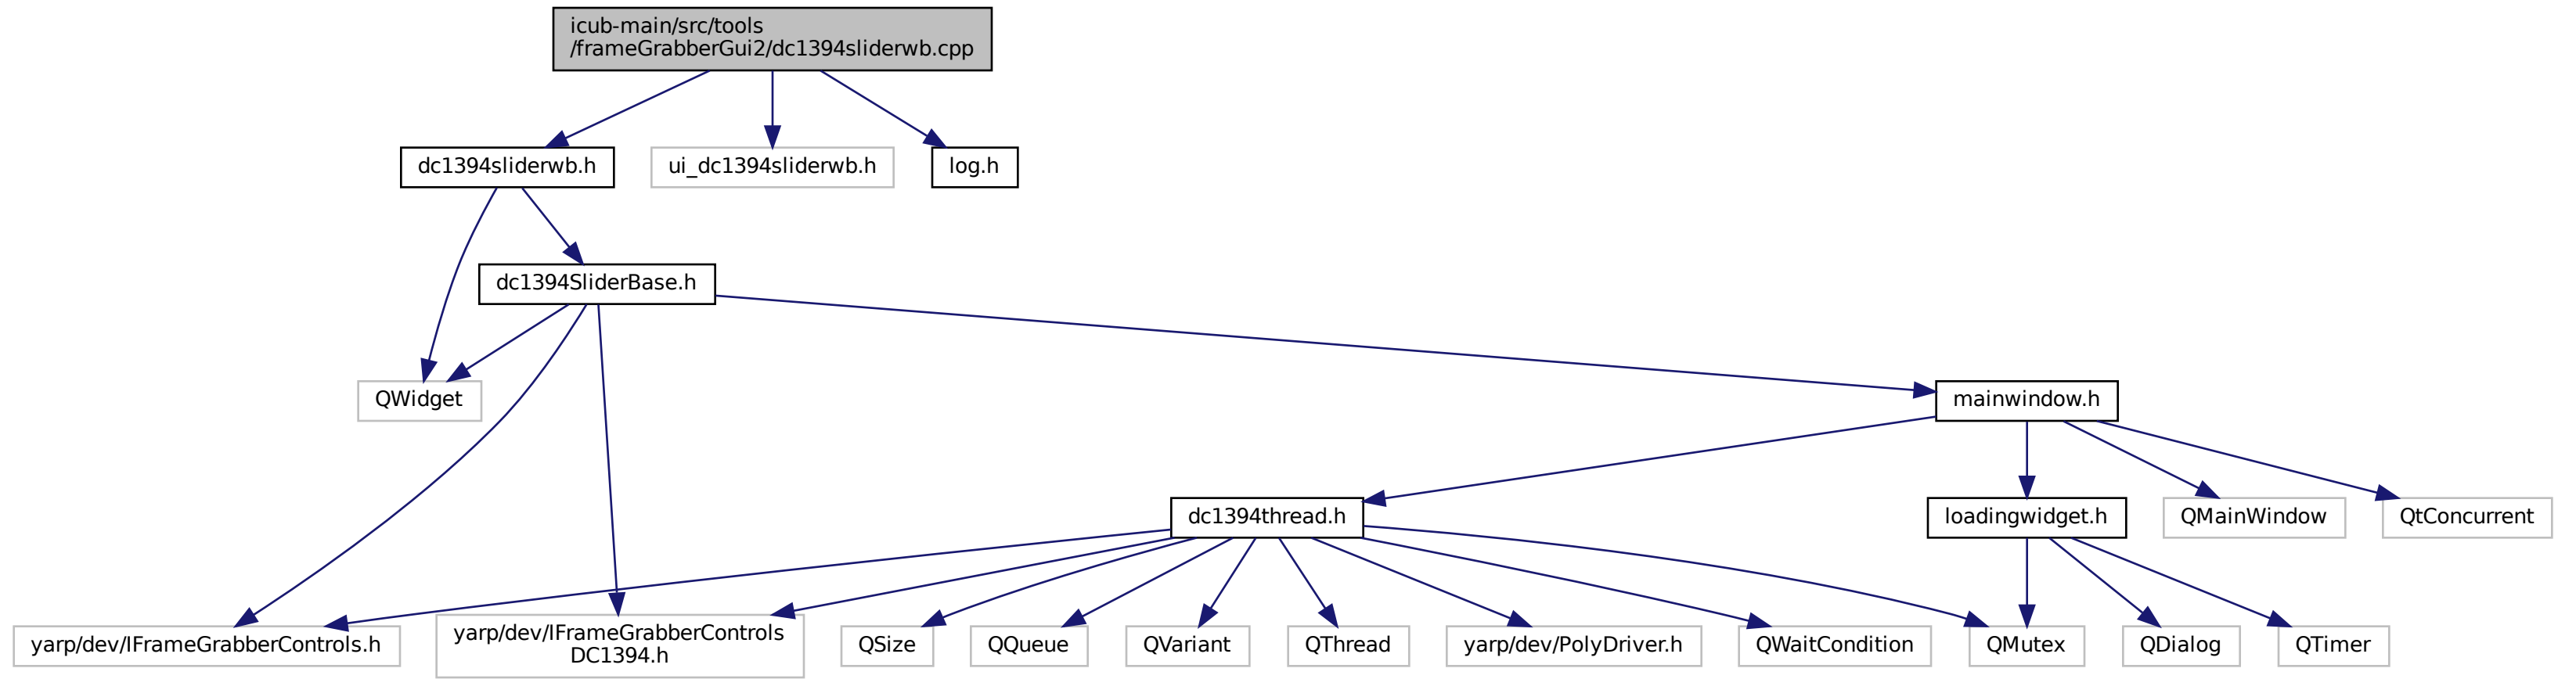 icub-main/src/tools
/frameGrabberGui2/dc1394sliderwb.cpp
dc1394sliderwb.h
ui_dc1394sliderwb.h
log.h
dc1394SliderBase.h
QWidget
mainwindow.h
dc1394thread.h
loadingwidget.h
QMainWindow
QtConcurrent
yarp/dev/IFrameGrabberControls.h
yarp/dev/IFrameGrabberControls
DC1394.h
QSize
QQueue
QVariant
QThread
yarp/dev/PolyDriver.h
QWaitCondition
QMutex
QDialog
QTimer